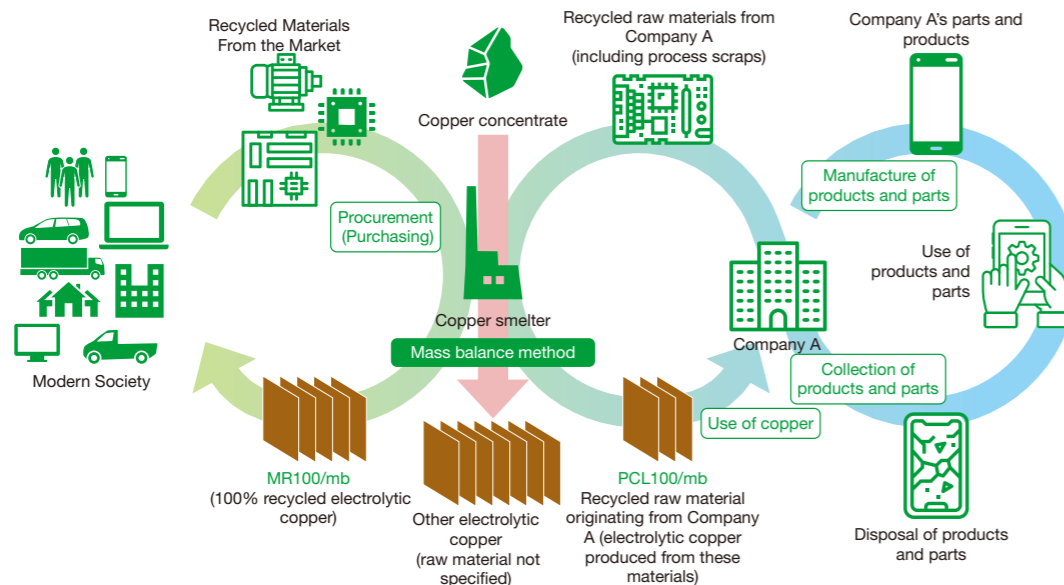 Recycled Materials
From the Market
Copper concentrate
Recycled raw materials from
Company A
(including process scraps)
Company A's parts and
products
Manufacture of
products and parts
Procurement
(Purchasing)
Use of
products and
parts
Copper smelter
Mass balance method
Company A
Modern Society
Collection of
products and parts
Use of copper
MR100/mb
(100% recycled electrolytic
copper)
Other electrolytic
copper
(raw material not
specified)
PCL100/mb
Recycled raw material
originating from Company
A (electrolytic copper
produced from these
materials)
Disposal of products
and parts